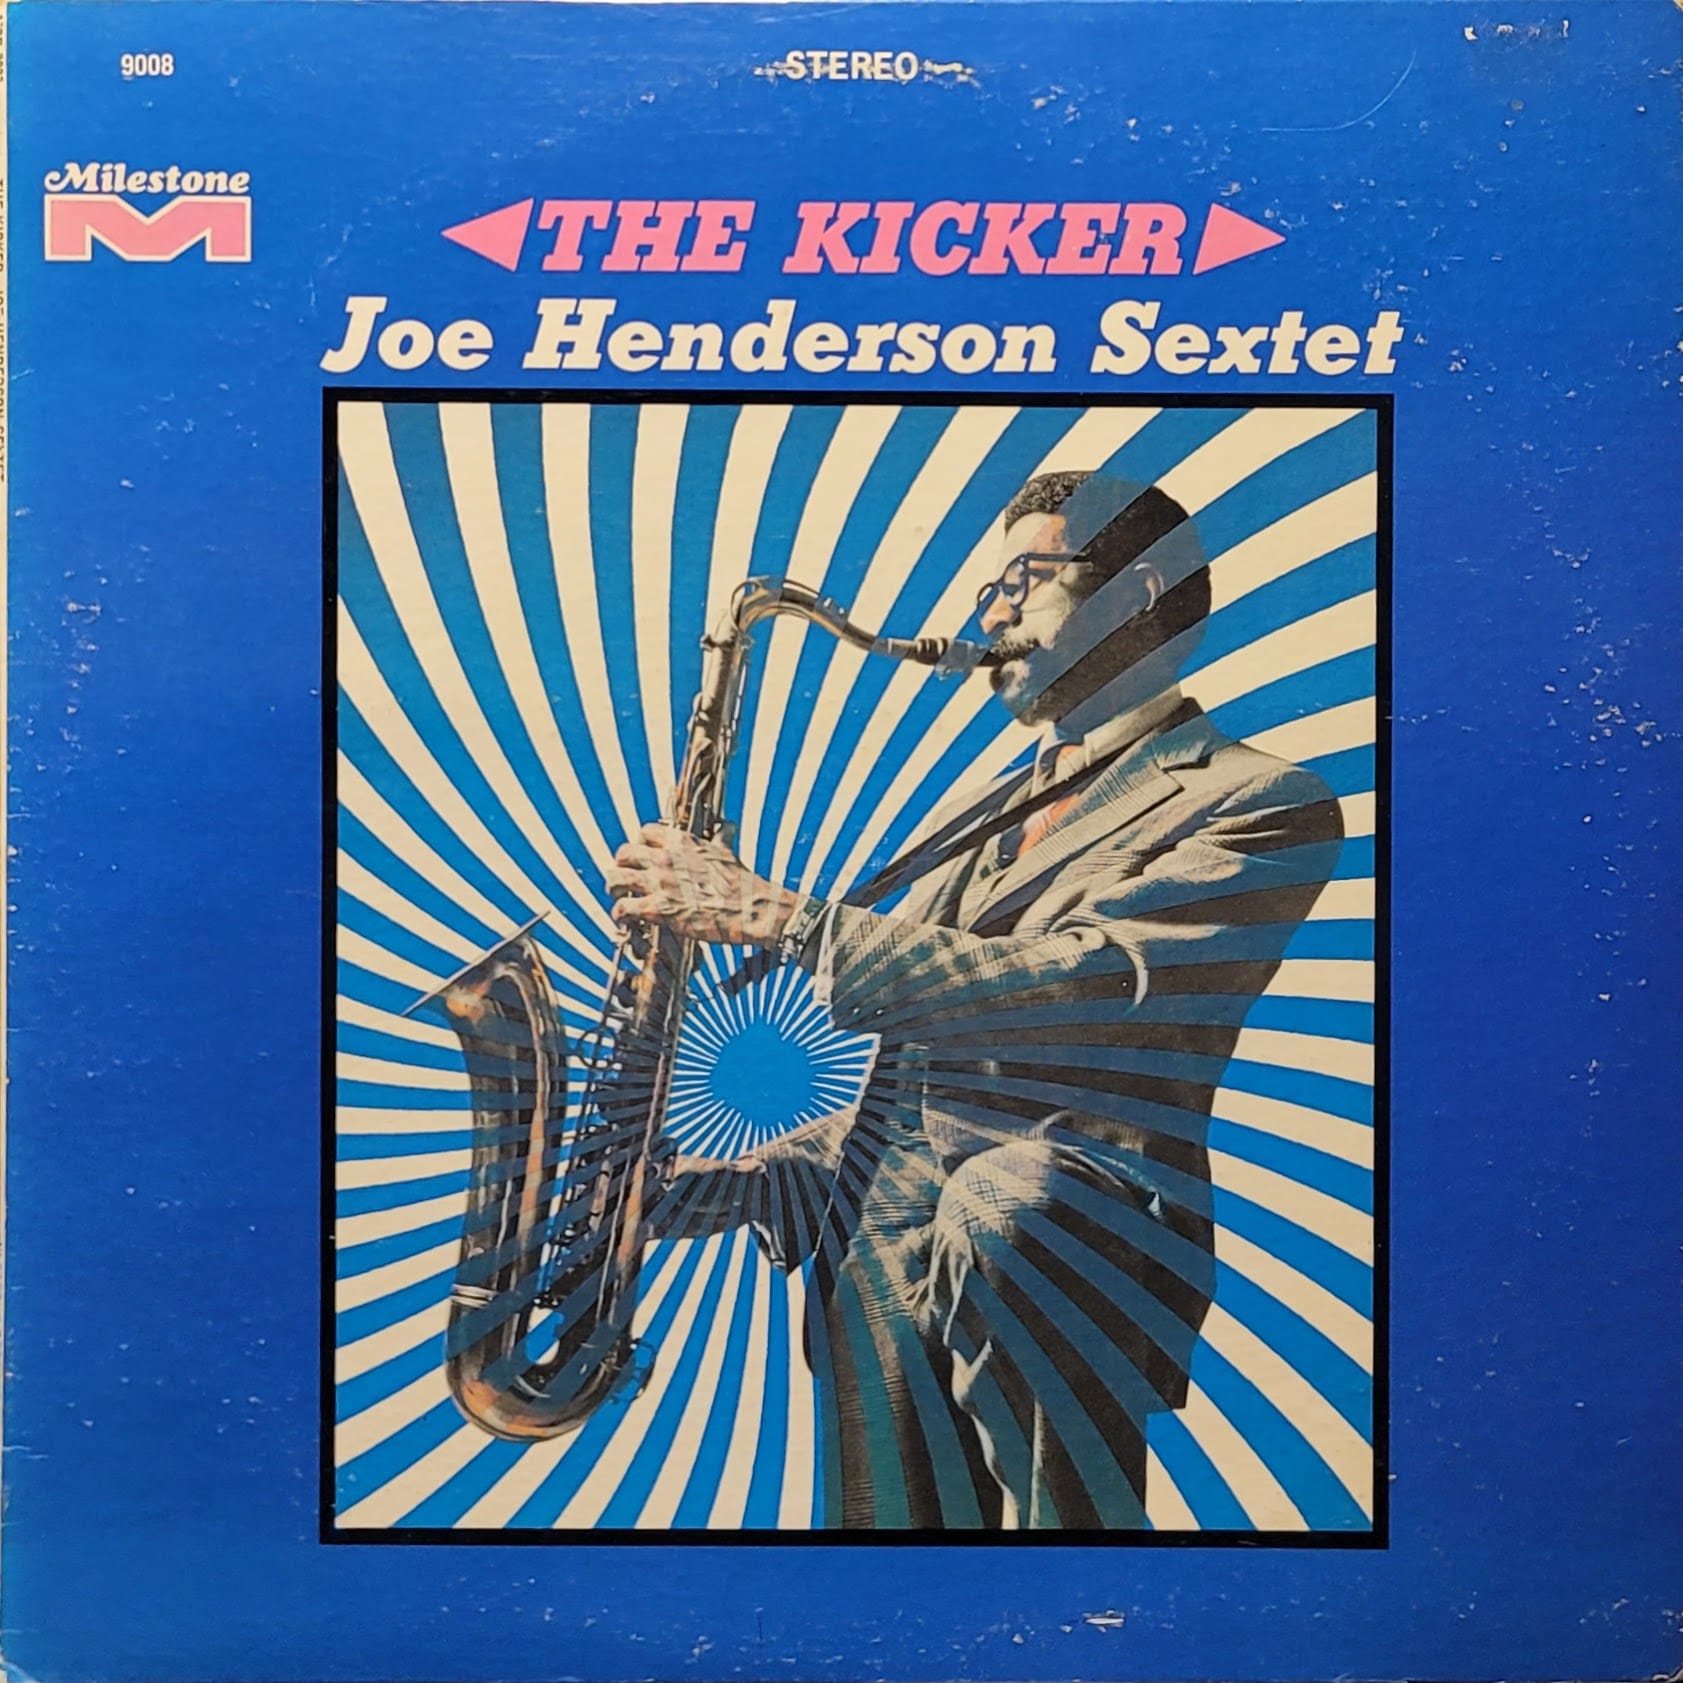 9008
STEREO
Milestone
M
THE KICKER
Joe Henderson Sextet